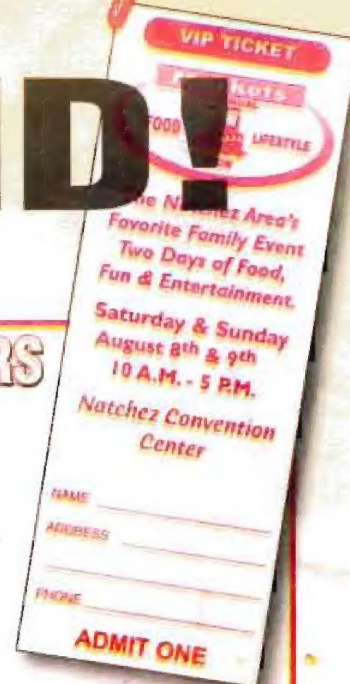 VIP TICKET
D!
FOOD
LIFESTYLE
The Natchez Area's
Favorite Family Event
Two Days of Food,
Fun & Entertainment.
Saturday & Sunday
August 8th & 9th
10 A.M. - 5 P.M.
Natchez Convention
Center
RS
NAME
ADDRESS
PHONE
ADMIT ONE